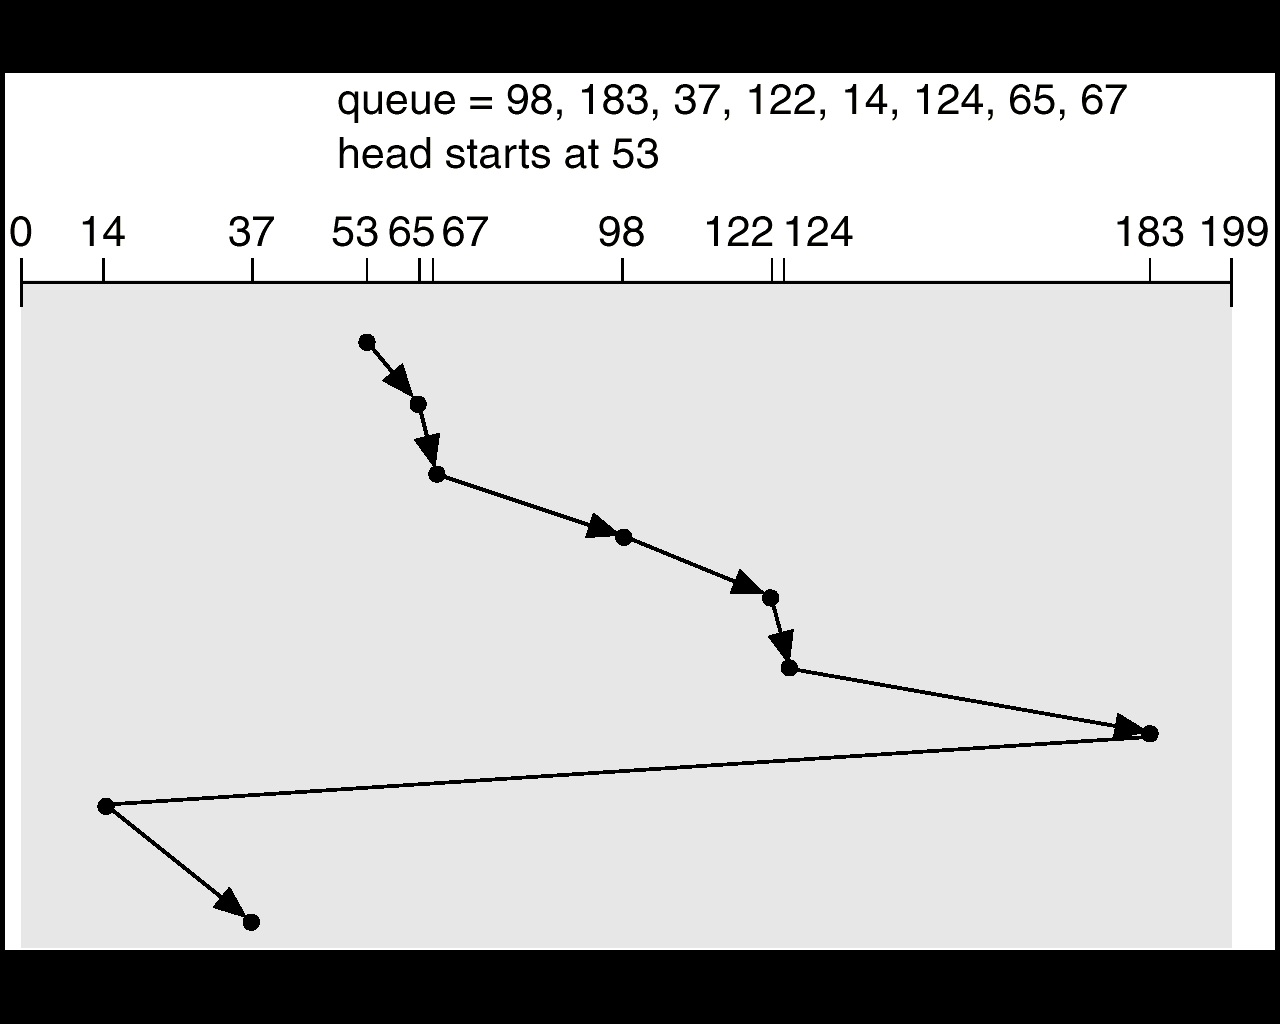 queue = 98, 183, 37, 122, 14, 124, 65, 67
head starts at 53
0 14 37 53 65 67 98 122 124 183 199